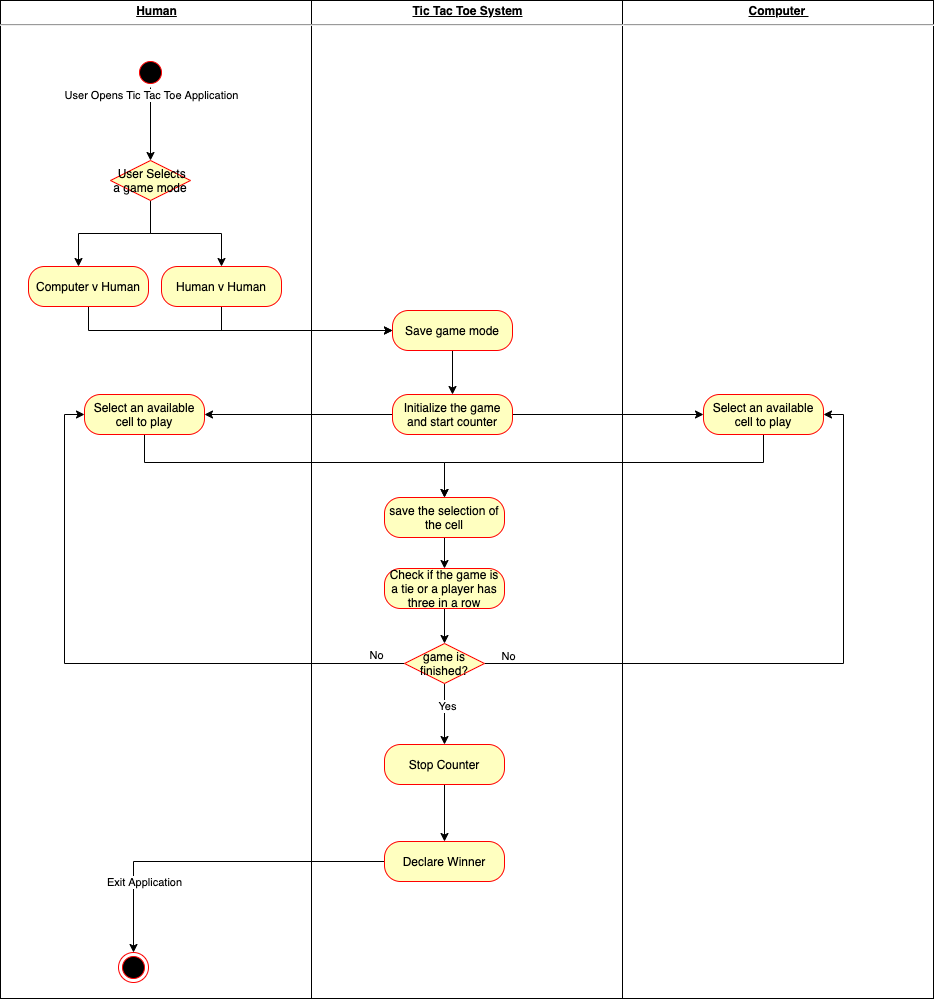 Human
Tic Tac Toe System
Computer
User Opens Tic Tac Toe Application
User Selects
a game mode
Computer v Human
Human v Human
Save game mode
Select an available
cell to play
Initialize the game
and start counter
Select an available
cell to play
save the selection of
the cell
Check if the game is
a tie or a player has
three in a row
No
game is
finished?
No
Yes
Stop Counter
Declare Winner
Exit Application